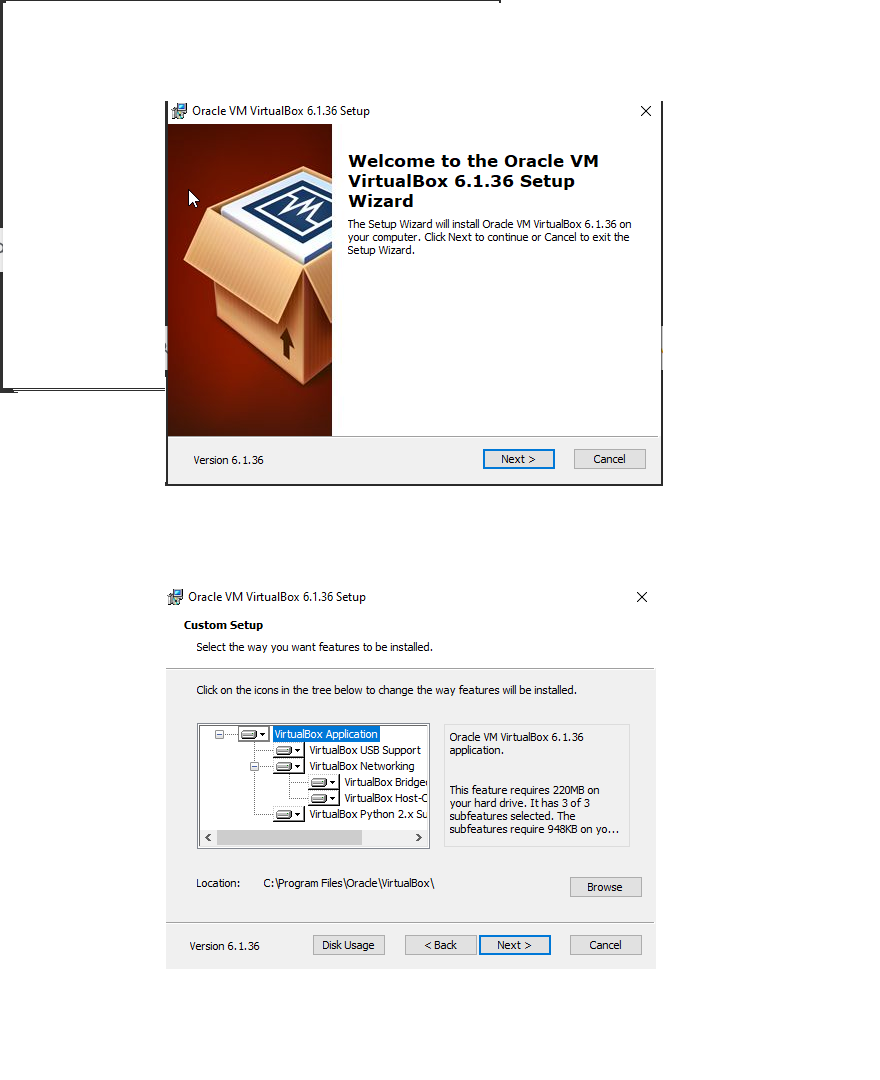 Oracle VM VirtualBox 6.1.36 Setup
Welcome to the Oracle VM
VirtualBox 6.1.36 Setup
Wizard
The Setup Wizard will install Oracle VM VirtualBox 6.1.36 on
your computer. Click Next to continue or Cancel to exit the
Setup Wizard.
Version 6.1.36
Next >
Cancel
Oracle VM VirtualBox 6.1.36 Setup
Custom Setup
Select the way you want features to be installed.
Click on the icons in the tree below to change the way features will be installed.
VirtualBox Application
VirtualBox USB Support
VirtualBox Networking
VirtualBox Bridge
VirtualBox Host-C
VirtualBox Python 2.x Su
Oracle VM VirtualBox 6.1.36
application.
This feature requires 220MB on
your hard drive. It has 3 of 3
subfeatures selected. The
subfeatures require 948KB on yo...
Location:
C:\Program Files\Oracle\VirtualBox\
Browse
Version 6.1.36
Disk Usage
< Back
Next >
Cancel